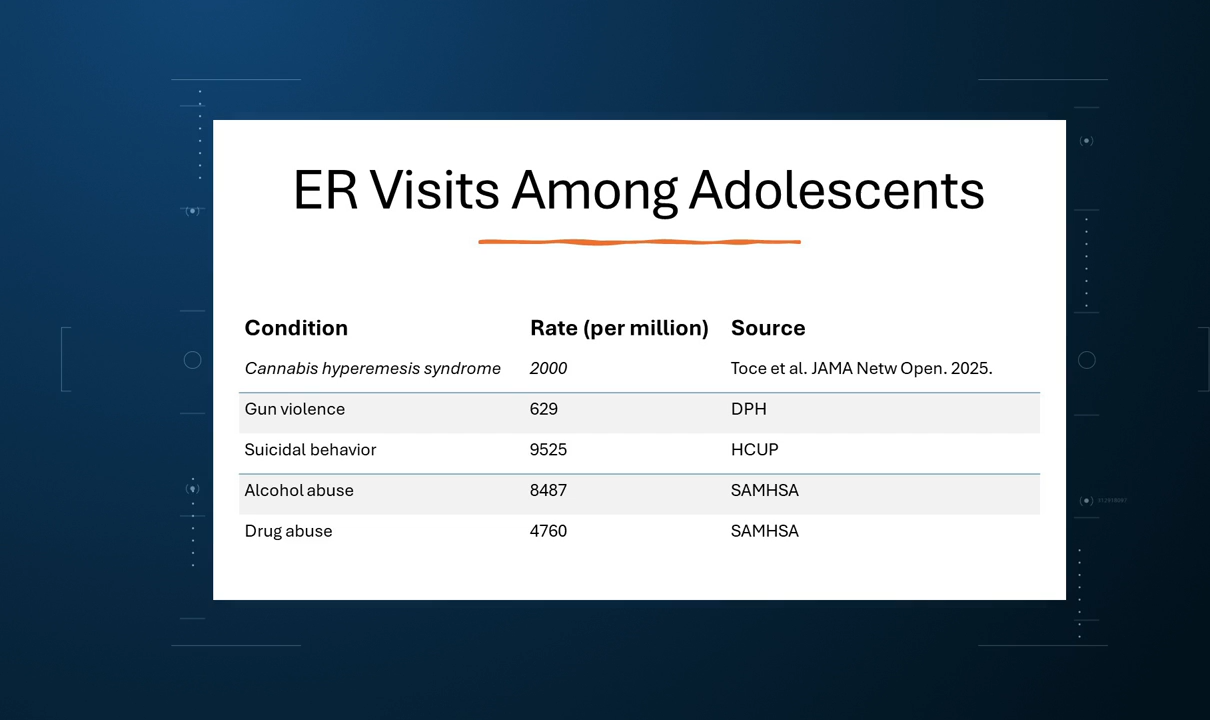 ER Visits Among Adolescents
Condition Rate (per million) Source
Cannabis hyperemesis syndrome 2000 Toce et al. JAMA Netw Open. 2025.
Gun violence 629 DPH
Suicidal behavior 9525 HCUP
Alcohol abuse 8487 SAMHSA
Drug abuse 4760 SAMHSA